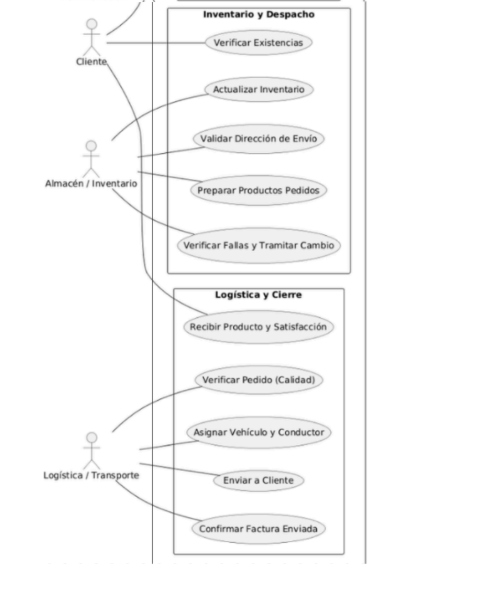 Inventario y Despacho
Verificar Existencias
Cliente
Actualizar Inventario
Validar Dirección de Envío
Almacén / Inventario
Preparar Productos Pedidos
Verificar Fallas y Tramitar Cambio
Logística y Cierre
Recibir Producto y Satisfacción
Verificar Pedido (Calidad)
Asignar Vehículo y Conductor
Logística / Transporte
Enviar a Cliente
Confirmar Factura Enviada